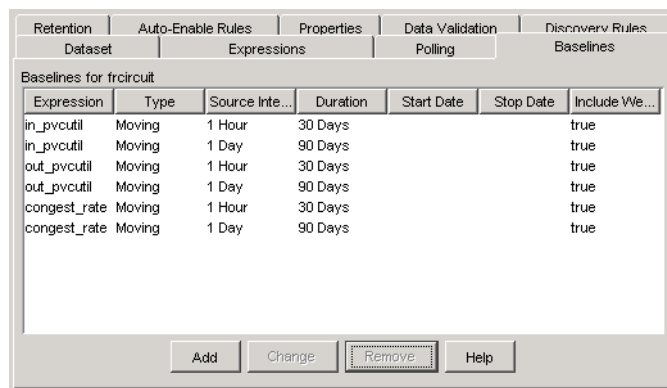 Retention Auto-Enable Rules Properties Data Validation Discovery Rules
Dataset Expressions Polling Baselines
Baselines for frcircuit
Expression Type Source Inte... Duration Start Date Stop Date Include We...
in_pvcutil Moving 1 Hour 30 Days true
in_pvcutil Moving 1 Day 90 Days true
out_pvcutil Moving 1 Hour 30 Days true
out_pvcutil Moving 1 Day 90 Days true
congest_rate Moving 1 Hour 30 Days true
congest_rate Moving 1 Day 90 Days true
Add Change Remove Help